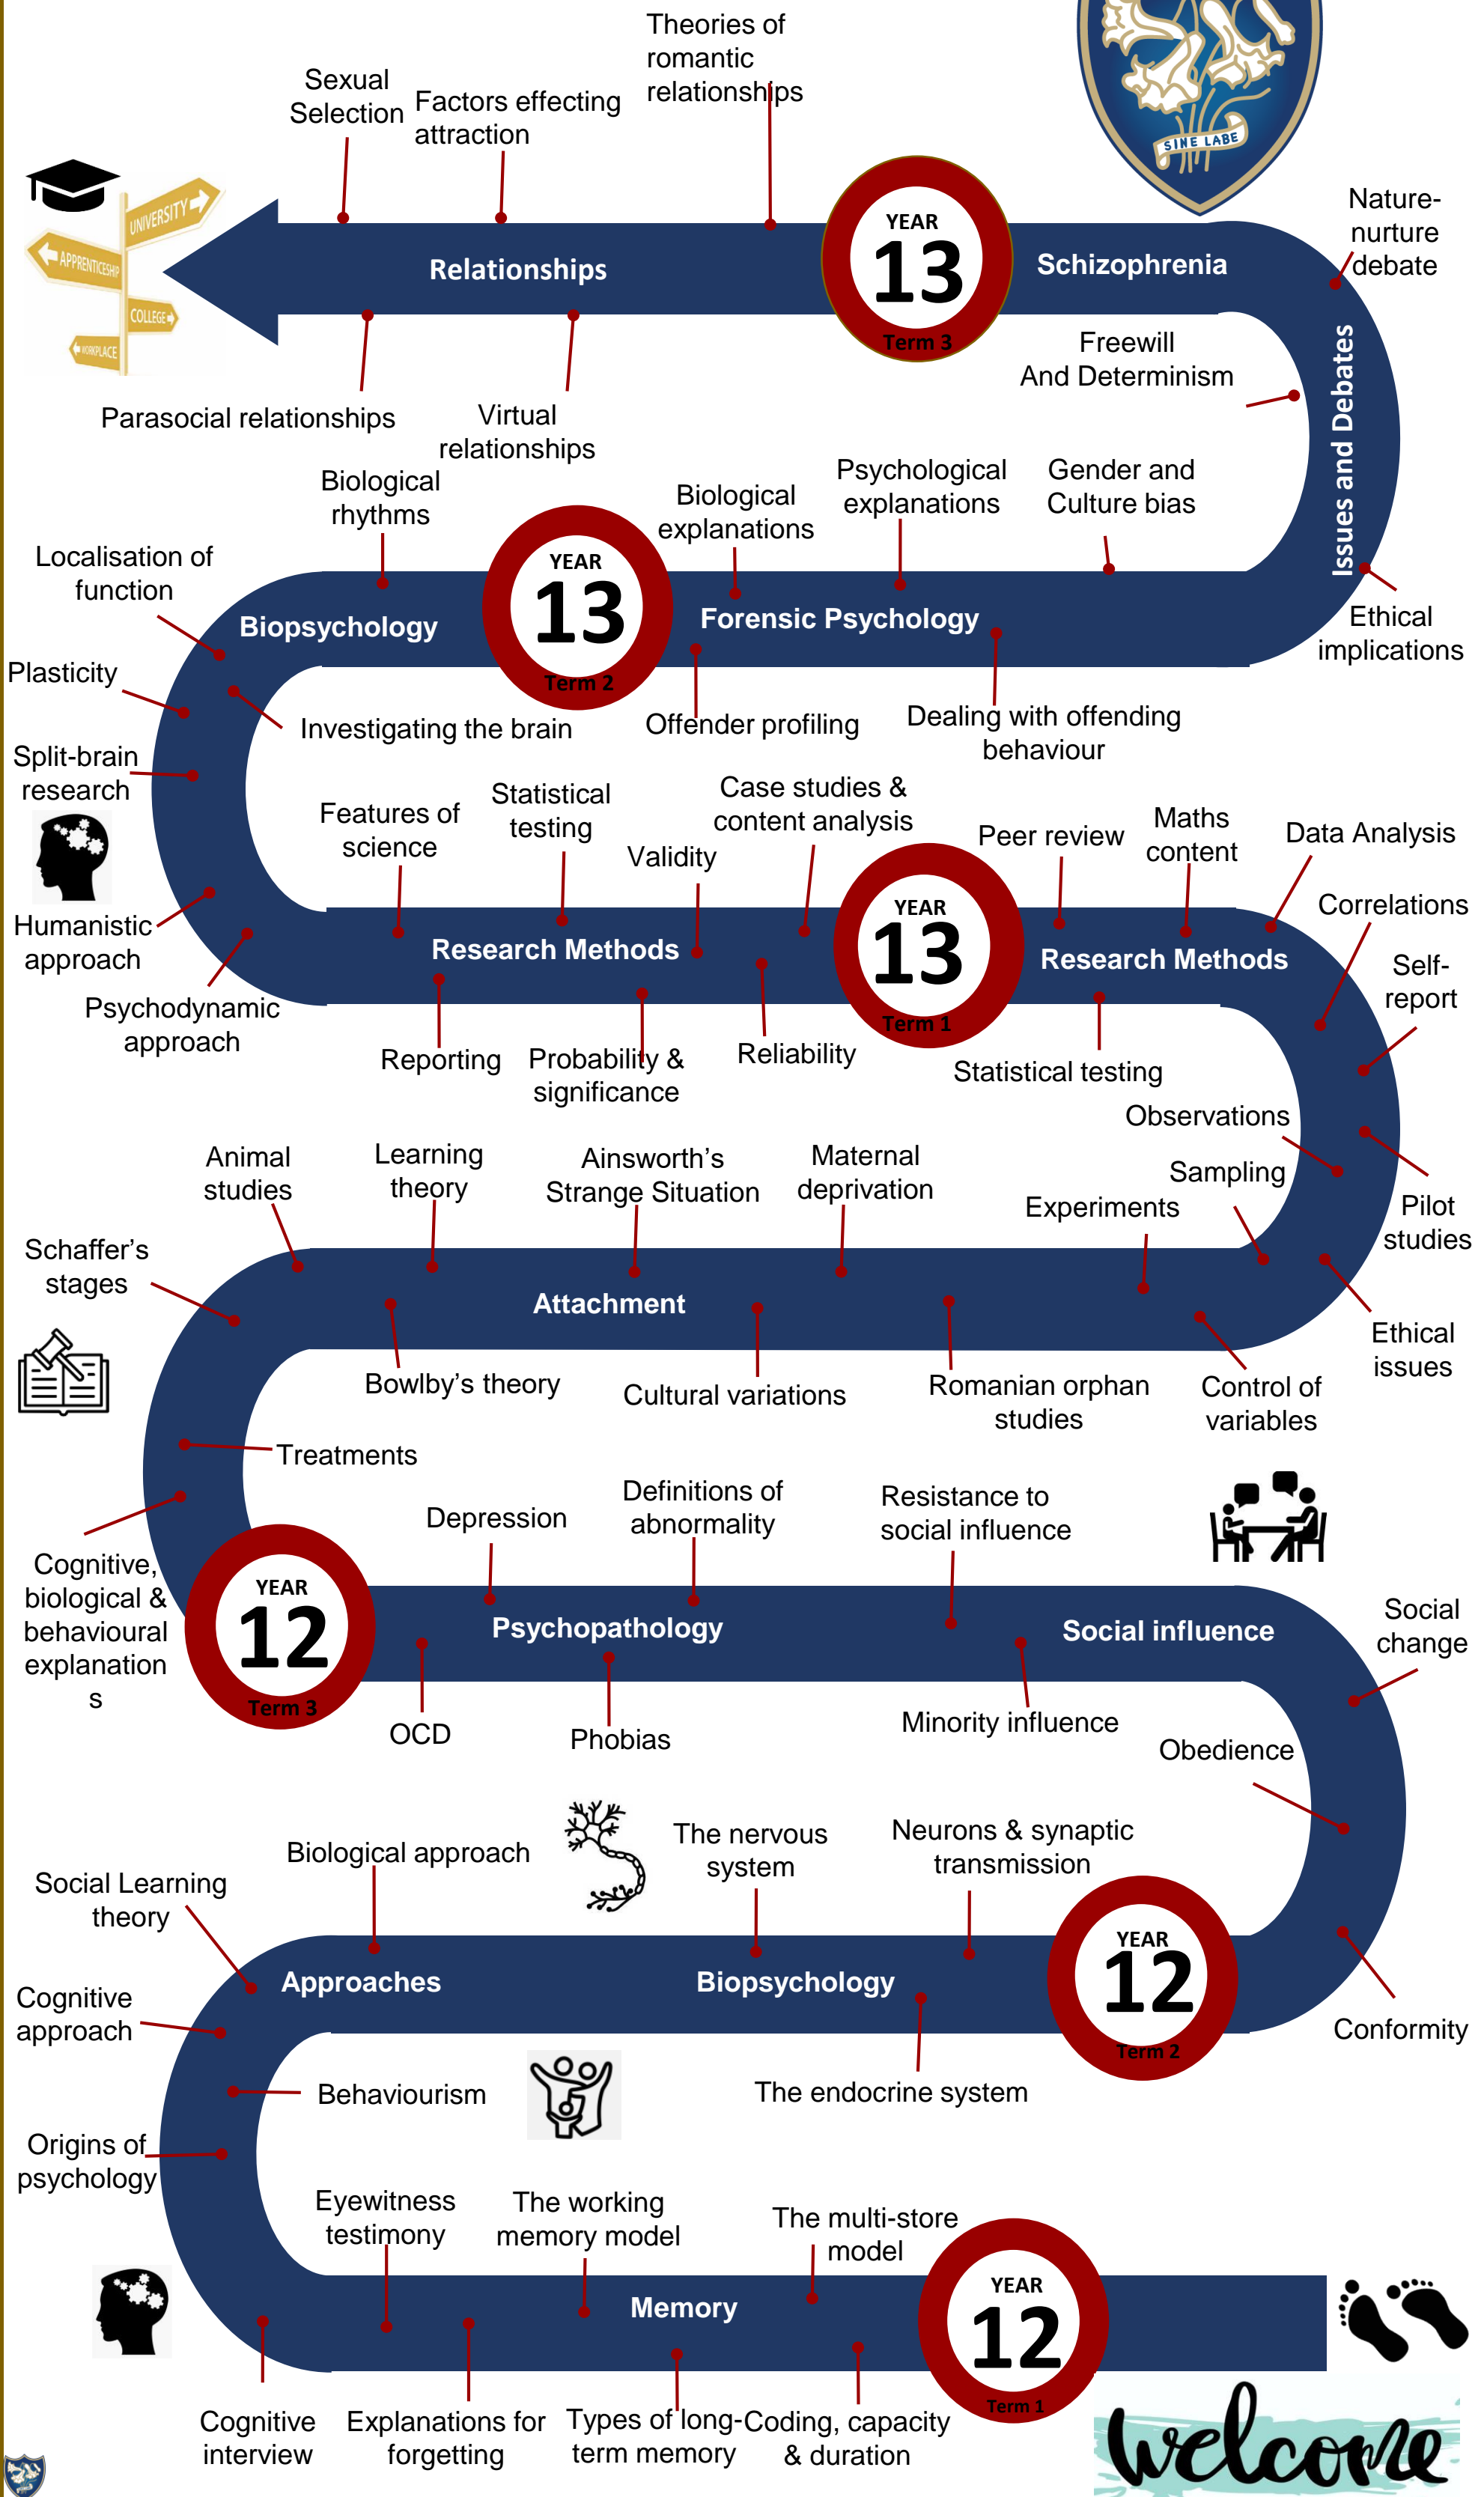 Theories of
romantic
relationships
Sexual
Selection
Factors effecting
attraction
SINE LABE
UNIVERSITY
APPRENTICESHIP
COLLEGE
WORKPLACE
Relationships
YEAR
13
Term 3
Schizophrenia
Nature-
nurture
debate
Parasocial relationships
Virtual
relationships
Freewill
And Determinism
Issues and Debates
Biological
rhythms
Biological
explanations
Psychological
explanations
Gender and
Culture bias
Localisation of
function
Biopsychology
YEAR
13
Term 2
Forensic Psychology
Ethical
implications
Plasticity
Investigating the brain
Offender profiling
Dealing with offending
behaviour
Split-brain
research
Features of
science
Statistical
testing
Validity
Case studies &
content analysis
Peer review
Maths
content
Data Analysis
Correlations
Humanistic
approach
Research Methods
YEAR
13
Term 1
Research Methods
Self-
report
Psychodynamic
approach
Reporting
Probability &
significance
Reliability
Statistical testing
Observations
Animal
studies
Learning
theory
Ainsworth’s
Strange Situation
Maternal
deprivation
Sampling
Experiments
Pilot
studies
Schaffer’s
stages
Attachment
Ethical
issues
Bowlby’s theory
Cultural variations
Romanian orphan
studies
Control of
variables
Treatments
Depression
Definitions of
abnormality
Resistance to
social influence
Cognitive,
biological &
behavioural
explanation
s
YEAR
12
Term 3
Psychopathology
Social influence
Social
change
OCD
Phobias
Minority influence
Obedience
Biological approach
The nervous
system
Neurons & synaptic
transmission
Social Learning
theory
Approaches
Biopsychology
YEAR
12
Term 2
Cognitive
approach
Conformity
Behaviourism
The endocrine system
Origins of
psychology
Eyewitness
testimony
The working
memory model
The multi-store
model
Memory
YEAR
12
Term 1
Cognitive
interview
Explanations for
forgetting
Types of long-
term memory
Coding, capacity
& duration
welcome